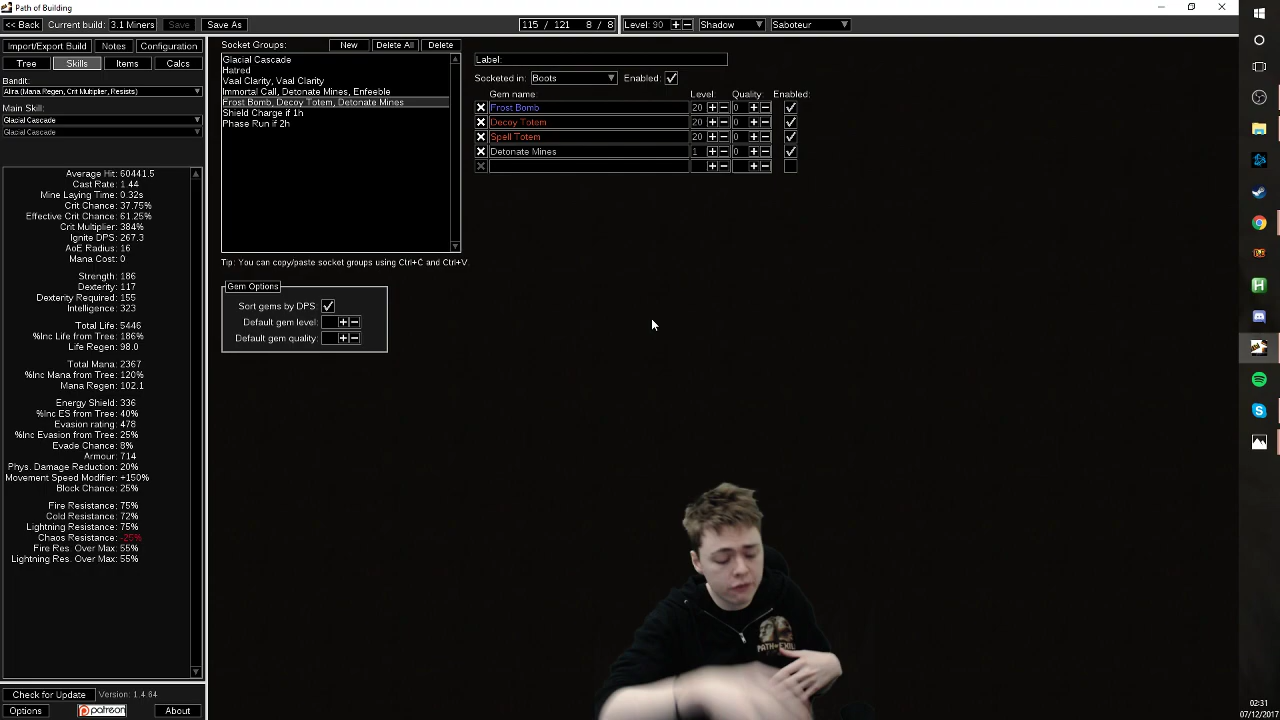 Path of Building
<< Back Current build: 3.1 Miners Save Save As 115 / 121 8 / 8 Level: 90 Shadow Saboteur
Import/Export Build Notes Configuration
Tree Skills Items Calcs
Bandit:
Alira (Mana Regen, Crit Multiplier, Resists)
Main Skill:
Glacial Cascade
Glacial Cascade
Average Hit: 60441.5
Cast Rate: 1.44
Mine Laying Time: 0.32s
Crit Chance: 37.75%
Effective Crit Chance: 61.25%
Crit Multiplier: 384%
Ignite DPS: 267.3
AoE Radius: 16
Mana Cost: 0
Strength: 186
Dexterity: 117
Dexterity Required: 155
Intelligence: 323
Total Life: 5446
%Inc Life from Tree: 186%
Life Regen: 98.0
Total Mana: 2367
%Inc Mana from Tree: 120%
Mana Regen: 102.1
Energy Shield: 336
%Inc ES from Tree: 40%
Evasion rating: 478
%Inc Evasion from Tree: 25%
Evade Chance: 8%
Armour: 714
Phys. Damage Reduction: 20%
Movement Speed Modifier: +150%
Block Chance: 25%
Fire Resistance: 75%
Cold Resistance: 72%
Lightning Resistance: 75%
Chaos Resistance: -25%
Fire Res. Over Max: 55%
Lightning Res. Over Max: 55%
Check for Update Version: 1.4.64
Options patreon About
Socket Groups: New Delete All Delete
Glacial Cascade
Hatred
Vaal Clarity, Vaal Clarity
Immortal Call, Detonate Mines, Enfeeble
Frost Bomb, Decoy Totem, Detonate Mines
Shield Charge if 1h
Phase Run if 2h
Tip: You can copy/paste socket groups using Ctrl+C and Ctrl+V.
Gem Options
Sort gems by DPS:
Default gem level:
Default gem quality:
Label:
Socketed in: Boots Enabled:
Gem name: Level: Quality: Enabled:
Frost Bomb 20 0
Decoy Totem 20 0
Spell Totem 20 0
Detonate Mines 1 0
PATH OF EXILE
02:31
07/12/2017